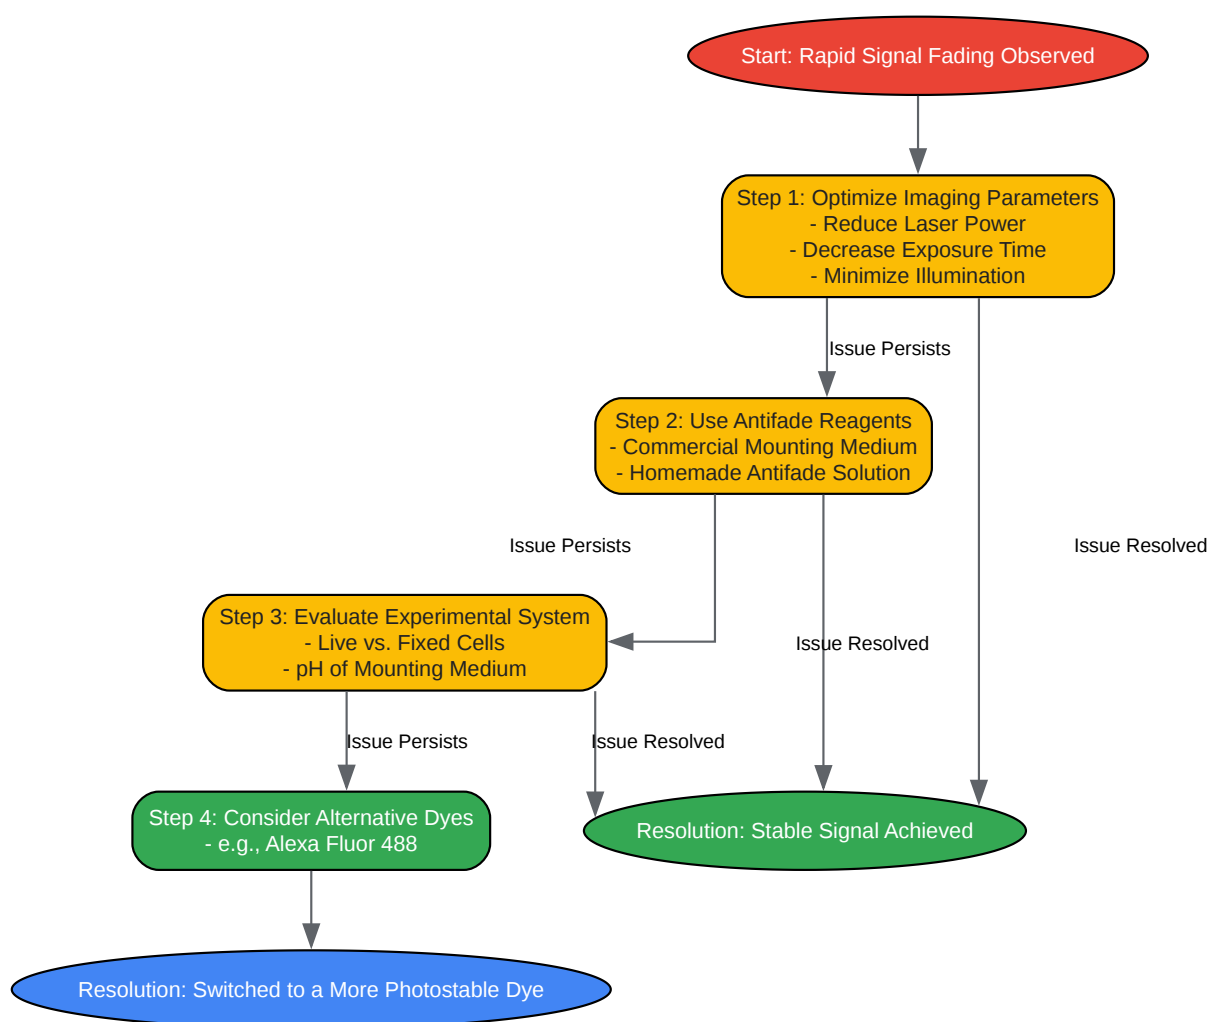 Start: Rapid Signal Fading Observed
Step 1: Optimize Imaging Parameters
- Reduce Laser Power
- Decrease Exposure Time
- Minimize Illumination
Issue Persists
Step 2: Use Antifade Reagents
- Commercial Mounting Medium
- Homemade Antifade Solution
Issue Persists
Issue Resolved
Step 3: Evaluate Experimental System
- Live vs. Fixed Cells
- pH of Mounting Medium
Issue Resolved
Issue Persists
Issue Resolved
Step 4: Consider Alternative Dyes
- e.g., Alexa Fluor 488
Resolution: Stable Signal Achieved
Resolution: Switched to a More Photostable Dye